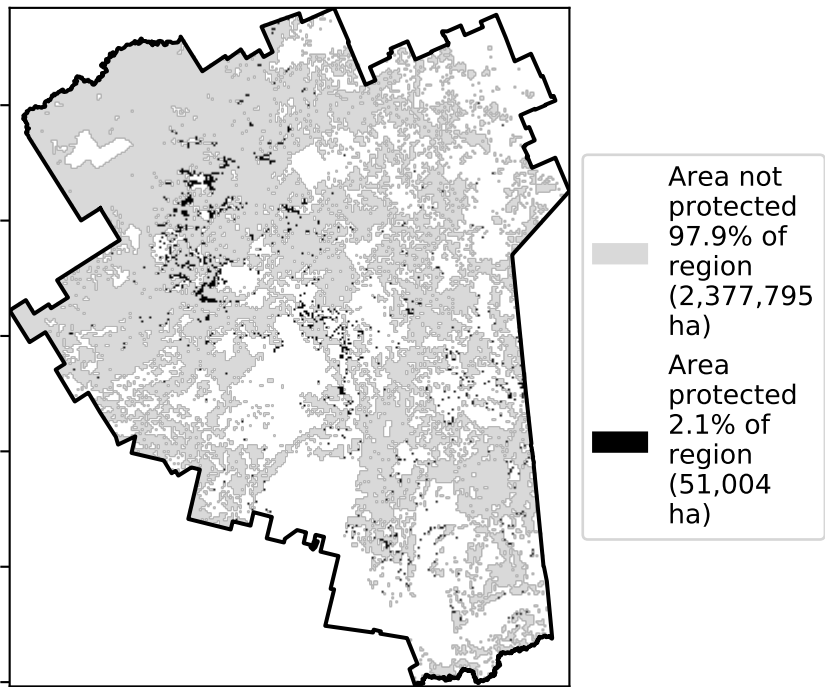 Area not
protected
97.9% of
region
(2,377,795
ha)
Area
protected
2.1% of
region
(51,004
ha)